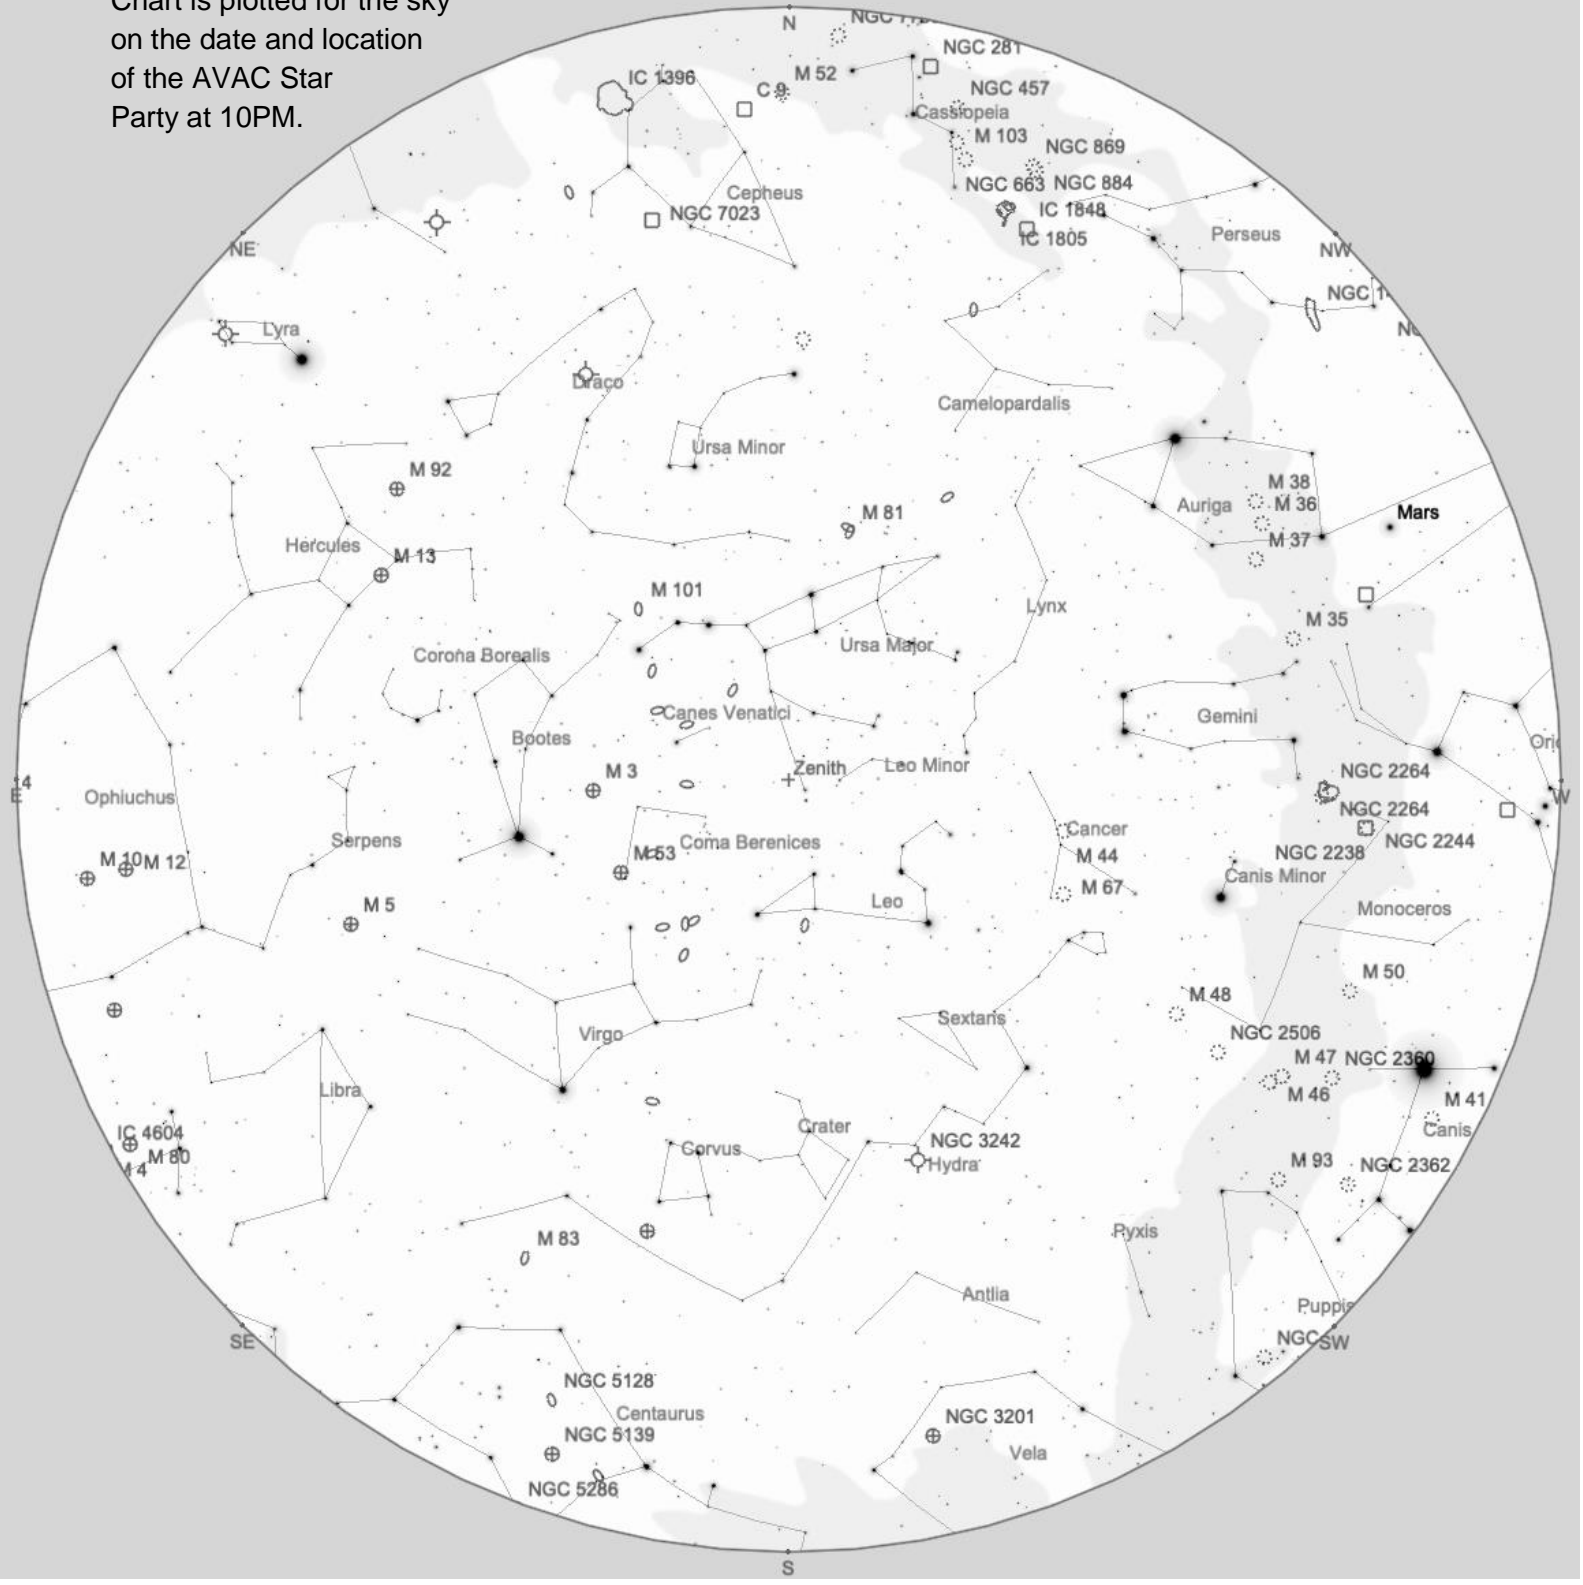 Chart is plotted for the sky
on the date and location
of the AVAC Star
Party at 10PM.
N
NGC 281
IC 1396
M 52
C 9
NGC 457
Cassiopeia
M 103
NGC 869
NGC 663
NGC 884
Cepheus
NGC 7023
IC 1848
IC 1805
Perseus
NE
NW
NGC 1
Lyra
Draco
Camelopardalis
Ursa Minor
M 92
M 38
M 36
Auriga
M 81
Mars
M 37
Hercules
M 13
M 101
Lynx
M 35
Ursa Major
Corona Borealis
Canes Venatici
Gemini
Bootes
Ori
Zenith
Leo Minor
M 3
NGC 2264
4
E
W
Ophiuchus
NGC 2264
Cancer
Serpens
Coma Berenices
NGC 2244
M 53
NGC 2238
M 44
M 10
M 12
Canis Minor
M 67
Leo
M 5
Monoceros
M 50
M 48
Sextans
Virgo
NGC 2506
M 47
NGC 2360
Libra
M 46
M 41
Crater
IC 4604
Canis
NGC 3242
Corvus
M 80
M 4
Hydra
M 93
NGC 2362
Pyxis
M 83
Antlia
Puppis
SE
NGC
SW
NGC 5128
Centaurus
NGC 3201
NGC 5139
Vela
NGC 5286
S